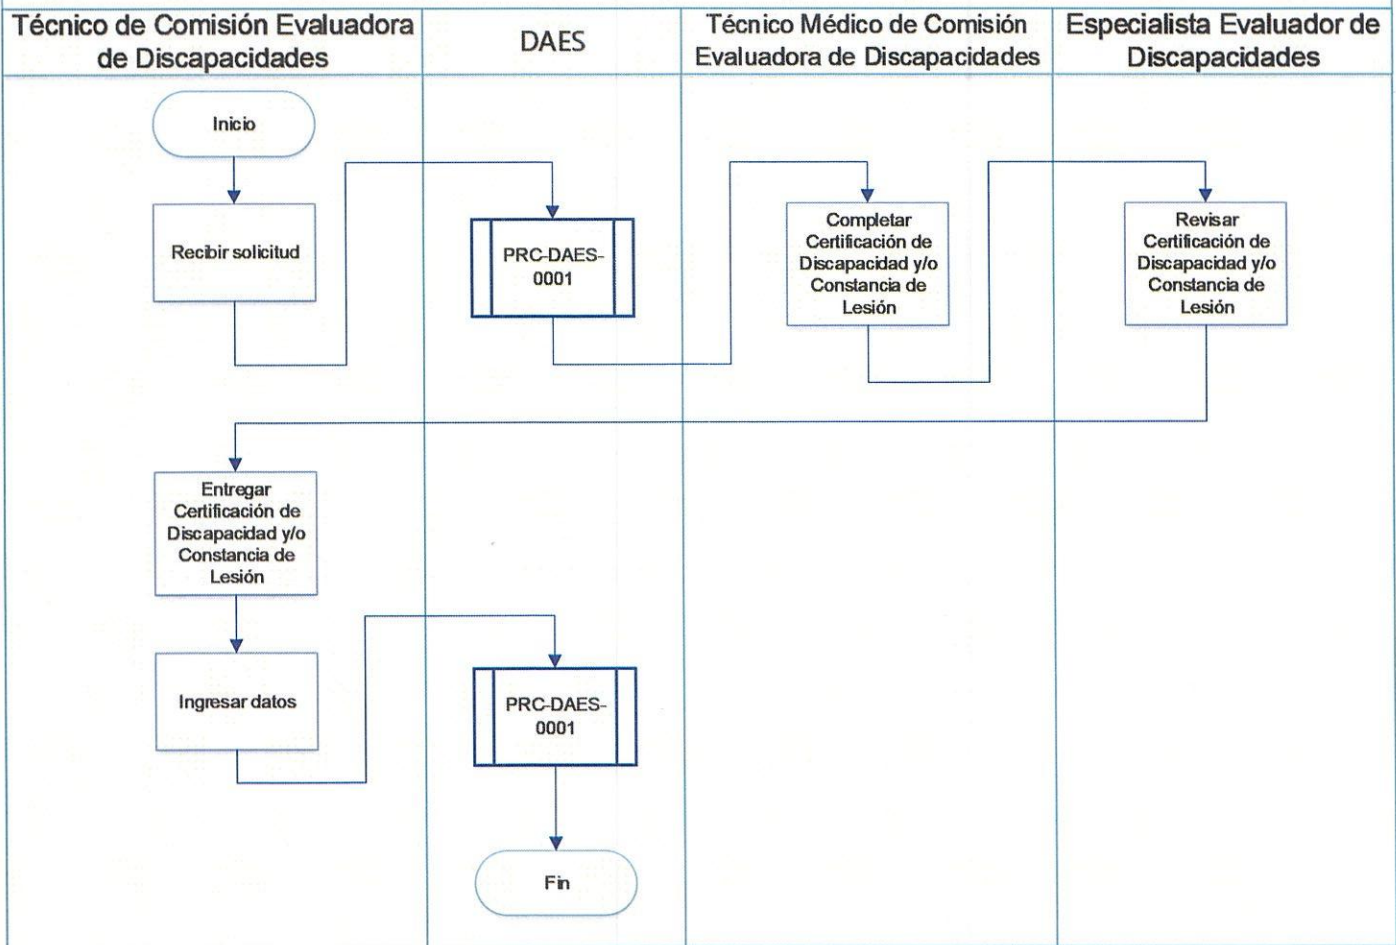 Técnico de Comisión Evaluadora
de Discapacidades
DAES
Técnico Médico de Comisión
Evaluadora de Discapacidades
Especialista Evaluador de
Discapacidades
Inicio
Recibir solicitud
PRC-DAES-
0001
Completar
Certificación de
Discapacidad y/o
Constancia de
Lesión
Revisar
Certificación de
Discapacidad y/o
Constancia de
Lesión
Entregar
Certificación de
Discapacidad y/o
Constancia de
Lesión
Ingresar datos
PRC-DAES-
0001
Fin